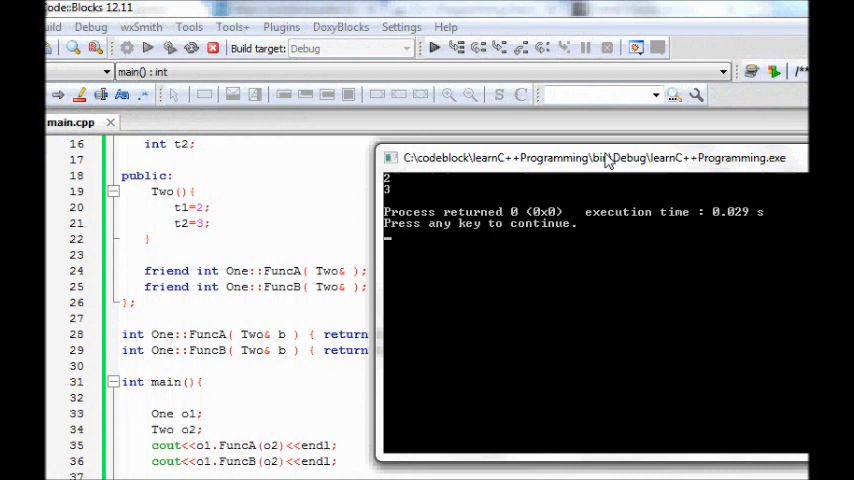 Code::Blocks 12.11
uild Debug wxSmith Tools Tools+ Plugins DoxyBlocks Settings Help
Build target: Debug
main() : int
/**
S C
main.cpp
16 int t2;
17
18 public:
19 Two(){
20 t1=2;
21 t2=3;
22 }
23
24 friend int One::FuncA( Two& );
25 friend int One::FuncB( Two& );
26 };
27
28 int One::FuncA( Two& b ) { return
29 int One::FuncB( Two& b ) { return
30
31 int main(){
32
33 One o1;
34 Two o2;
35 cout<<o1.FuncA(o2)<<endl;
36 cout<<o1.FuncB(o2)<<endl;
37
C:\codeblock\learnC++Programming\bin\Debug\learnC++Programming.exe
2
3
Process returned 0 (0x0) execution time : 0.029 s
Press any key to continue.